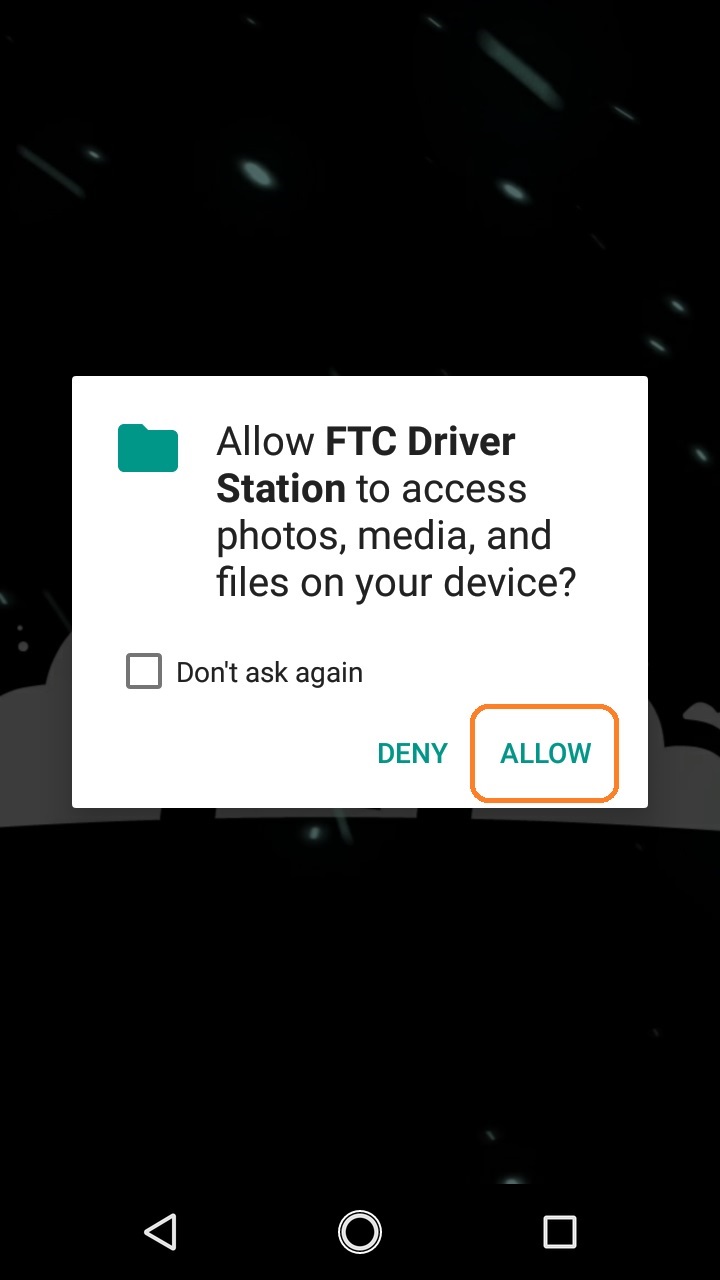 Allow FTC Driver
Station to access
photos, media, and
files on your device?
Don't ask again
DENY ALLOW